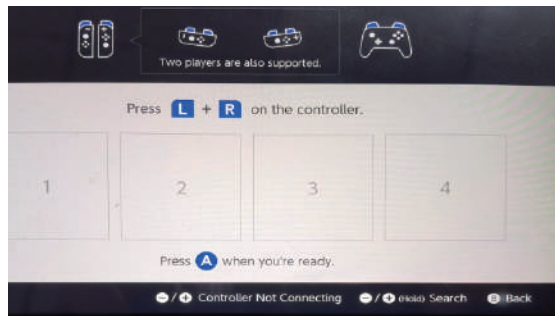 Two players are also supported.
Press L + R on the controller.
1 2 3 4
Press A when you're ready.
⊖/⊕ Controller Not Connecting ⊖/⊕ (Hold) Search B Back